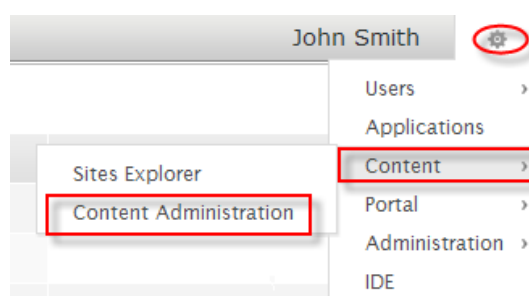 John Smith
Users
Applications
Content
Sites Explorer
Content Administration
Portal
Administration
IDE